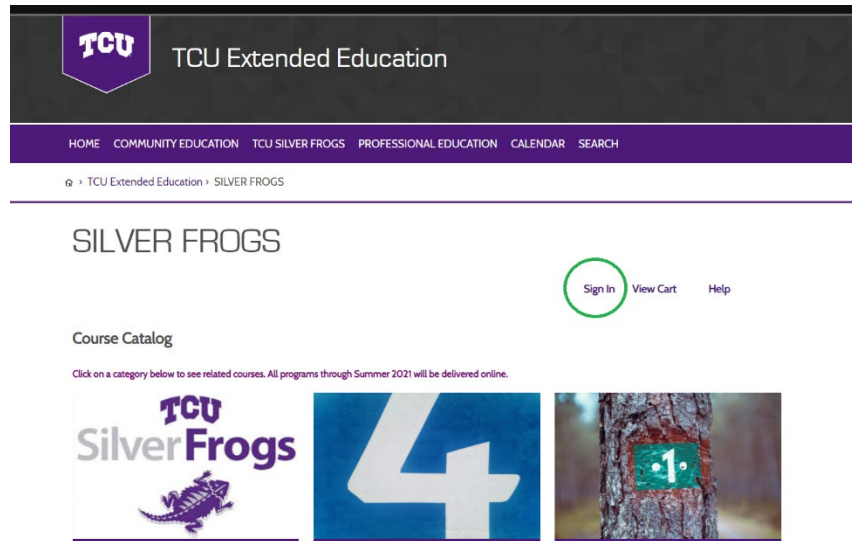 TCU
TCU Extended Education
HOME COMMUNITY EDUCATION TCU SILVER FROGS PROFESSIONAL EDUCATION CALENDAR SEARCH
› TCU Extended Education › SILVER FROGS
SILVER FROGS
Sign In View Cart Help
Course Catalog
Click on a category below to see related courses. All programs through Summer 2021 will be delivered online.
TCU
SilverFrogs
4
•1•